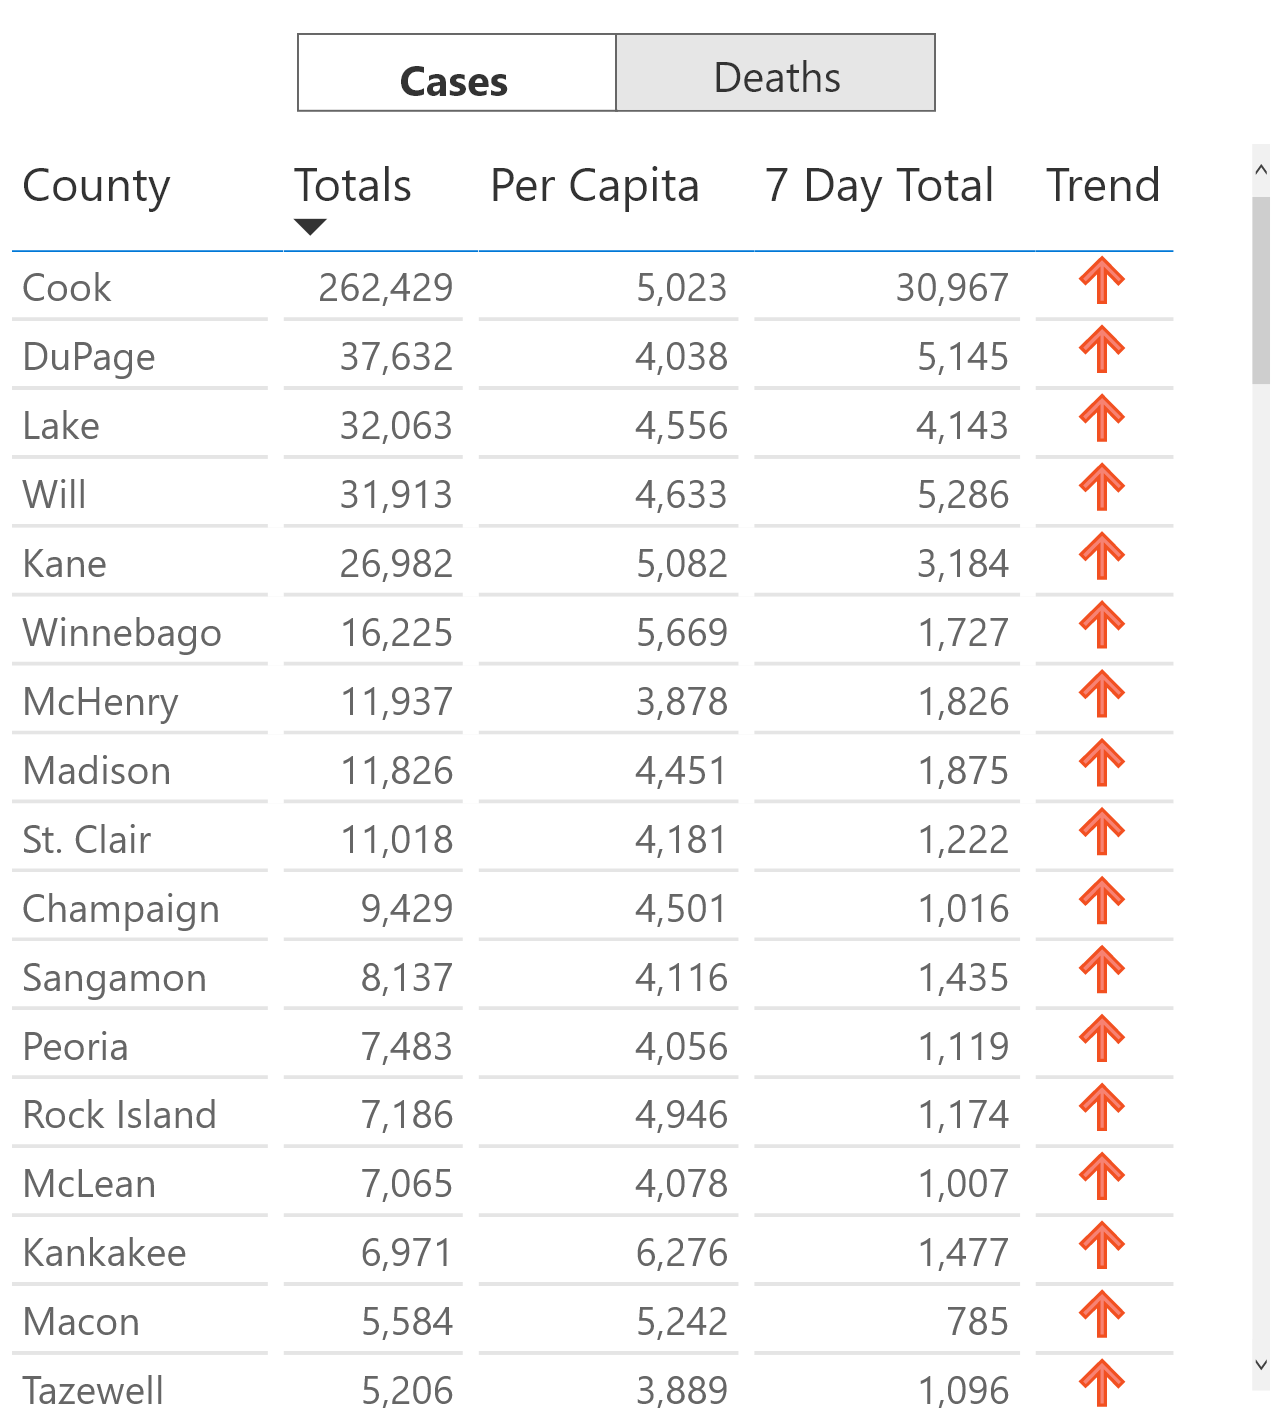 Cases Deaths
County Totals Per Capita 7 Day Total Trend
Cook 262,429 5,023 30,967
DuPage 37,632 4,038 5,145
Lake 32,063 4,556 4,143
Will 31,913 4,633 5,286
Kane 26,982 5,082 3,184
Winnebago 16,225 5,669 1,727
McHenry 11,937 3,878 1,826
Madison 11,826 4,451 1,875
St. Clair 11,018 4,181 1,222
Champaign 9,429 4,501 1,016
Sangamon 8,137 4,116 1,435
Peoria 7,483 4,056 1,119
Rock Island 7,186 4,946 1,174
McLean 7,065 4,078 1,007
Kankakee 6,971 6,276 1,477
Macon 5,584 5,242 785
Tazewell 5,206 3,889 1,096